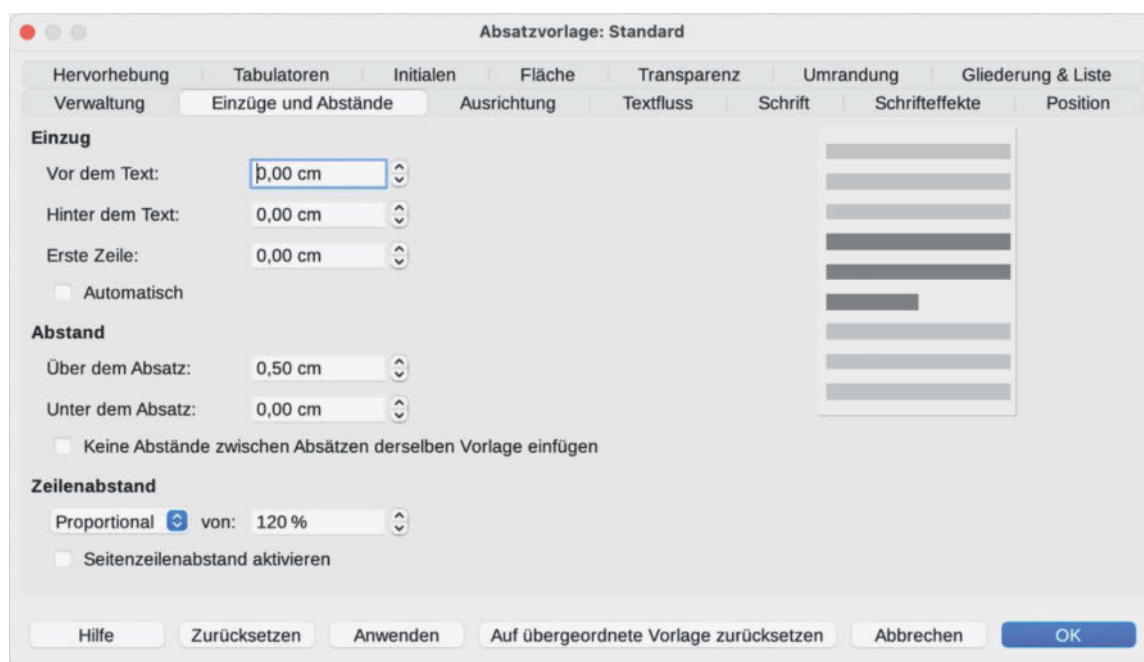 Absatzvorlage: Standard
Hervorhebung Tabulatoren Initialen Fläche Transparenz Umrandung Gliederung & Liste
Verwaltung Einzüge und Abstände Ausrichtung Textfluss Schrift Schrifteffekte Position
Einzug
Vor dem Text: 0,00 cm
Hinter dem Text: 0,00 cm
Erste Zeile: 0,00 cm
Automatisch
Abstand
Über dem Absatz: 0,50 cm
Unter dem Absatz: 0,00 cm
Keine Abstände zwischen Absätzen derselben Vorlage einfügen
Zeilenabstand
Proportional von: 120 %
Seitenzeilenabstand aktivieren
Hilfe Zurücksetzen Anwenden Auf übergeordnete Vorlage zurücksetzen Abbrechen OK